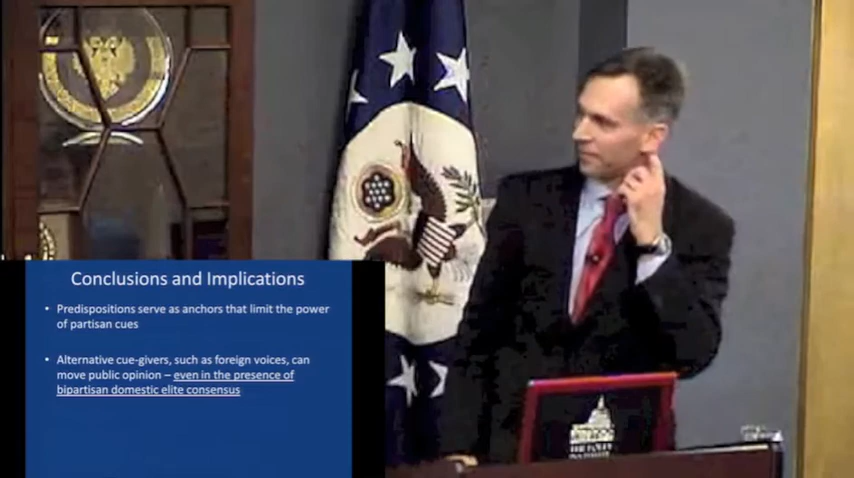 Conclusions and Implications
• Predispositions serve as anchors that limit the power
of partisan cues
• Alternative cue-givers, such as foreign voices, can
move public opinion – even in the presence of
bipartisan domestic elite consensus